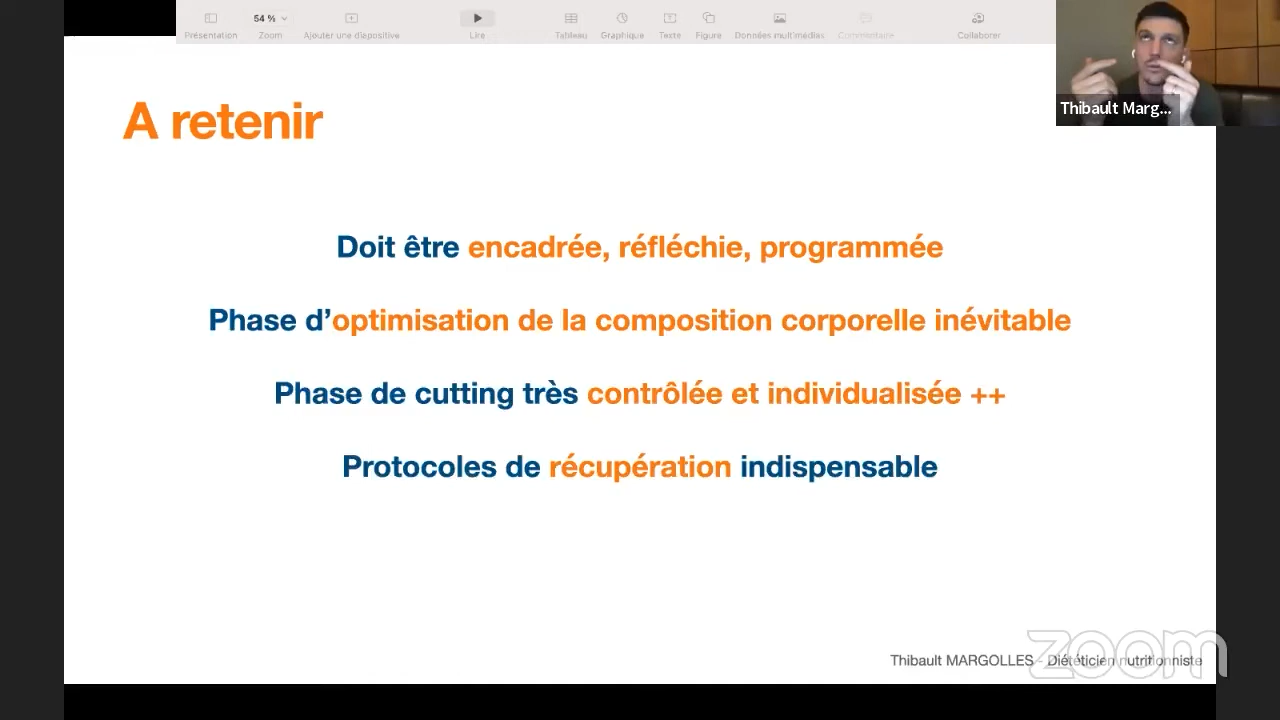 54 %
Présentation
Zoom
Ajouter une diapositive
Lire
Tableau
Graphique
Texte
Figure
Données multimédias
Commentaire
Collaborer
Thibault Marg...
A retenir
Doit être encadrée, réfléchie, programmée
Phase d’optimisation de la composition corporelle inévitable
Phase de cutting très contrôlée et individualisée ++
Protocoles de récupération indispensable
Thibault MARGOLLES - Diététicien nutritionniste
zoom